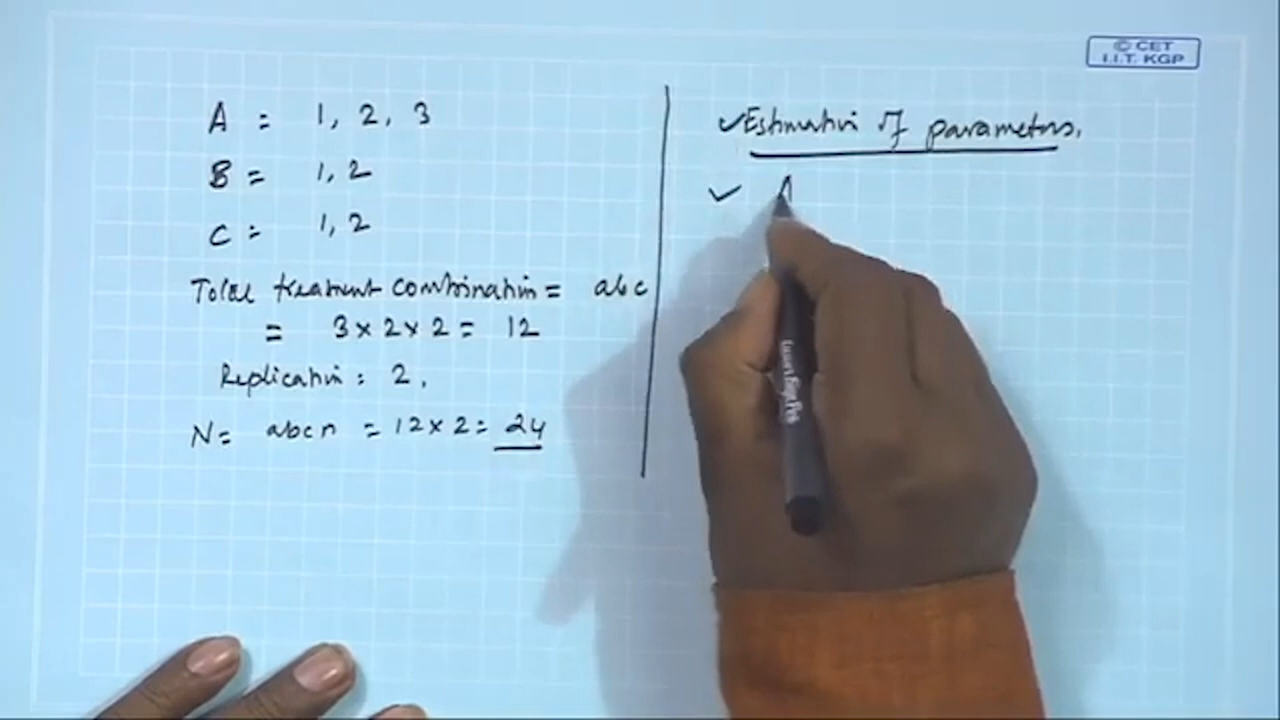 © CET
I.I.T. KGP
A = 1, 2, 3
B = 1, 2
C = 1, 2
Total treatment combination = abc
= 3 x 2 x 2 = 12
Replication : 2,
N = abcn = 12 x 2 = 24
✓Estimation of parameters.
✓ A